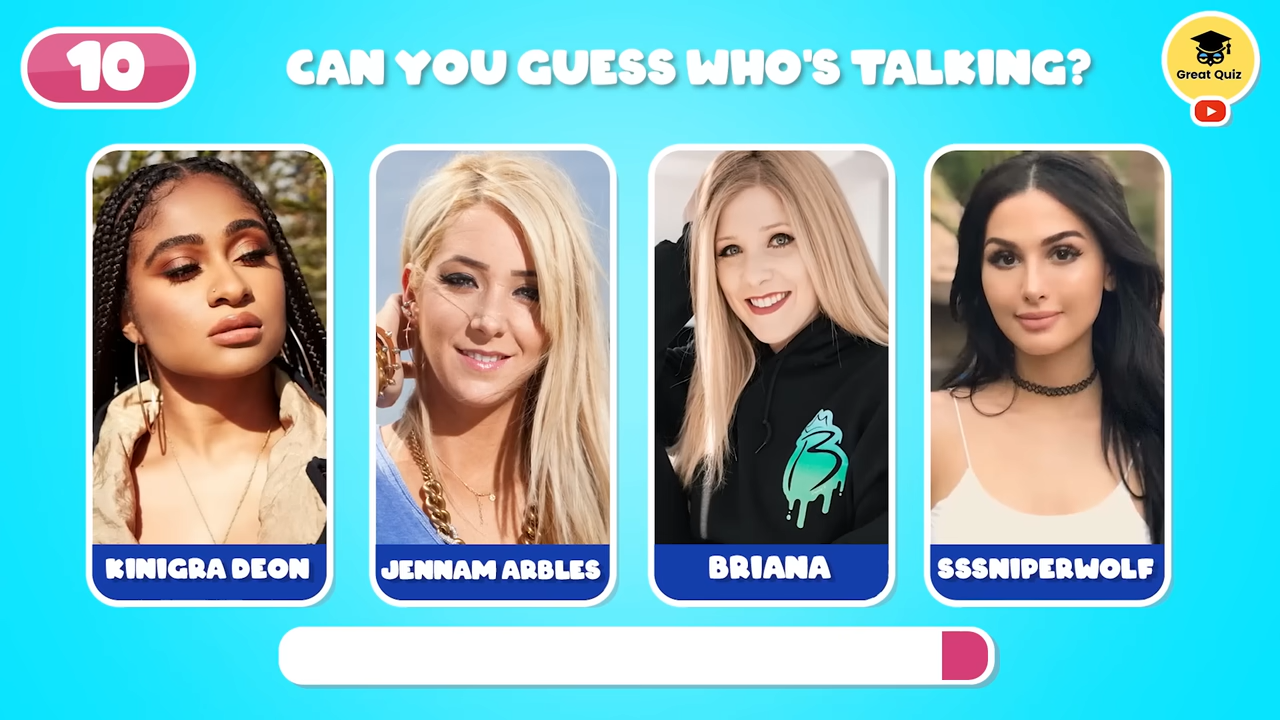 10
CAN YOU GUESS WHO'S TALKING?
Great Quiz
B
KINIGRA DEON
JENNAM ARBLES
BRIANA
SSSNIPERWOLF